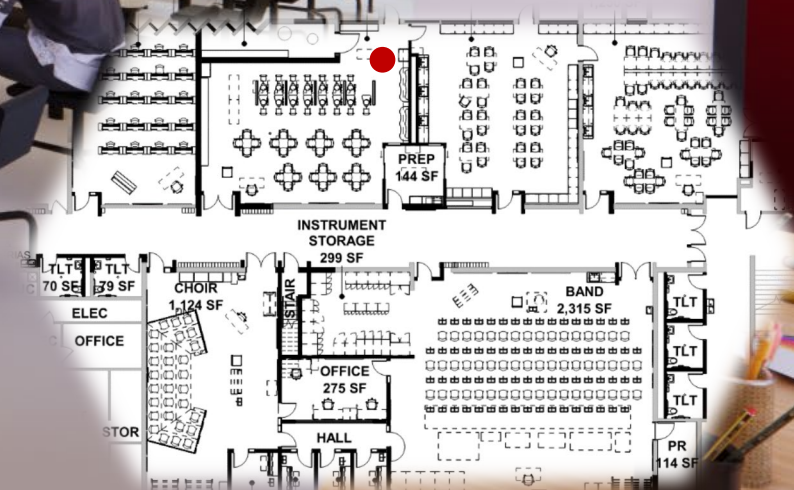 PREP
144 SF
INSTRUMENT
STORAGE
299 SF
TLT
70 SF
TLT
79 SF
CHOIR
1,124 SF
STAIR
BAND
2,315 SF
TLT
ELEC
OFFICE
TLT
OFFICE
275 SF
TLT
STOR
HALL
PR
114 SF